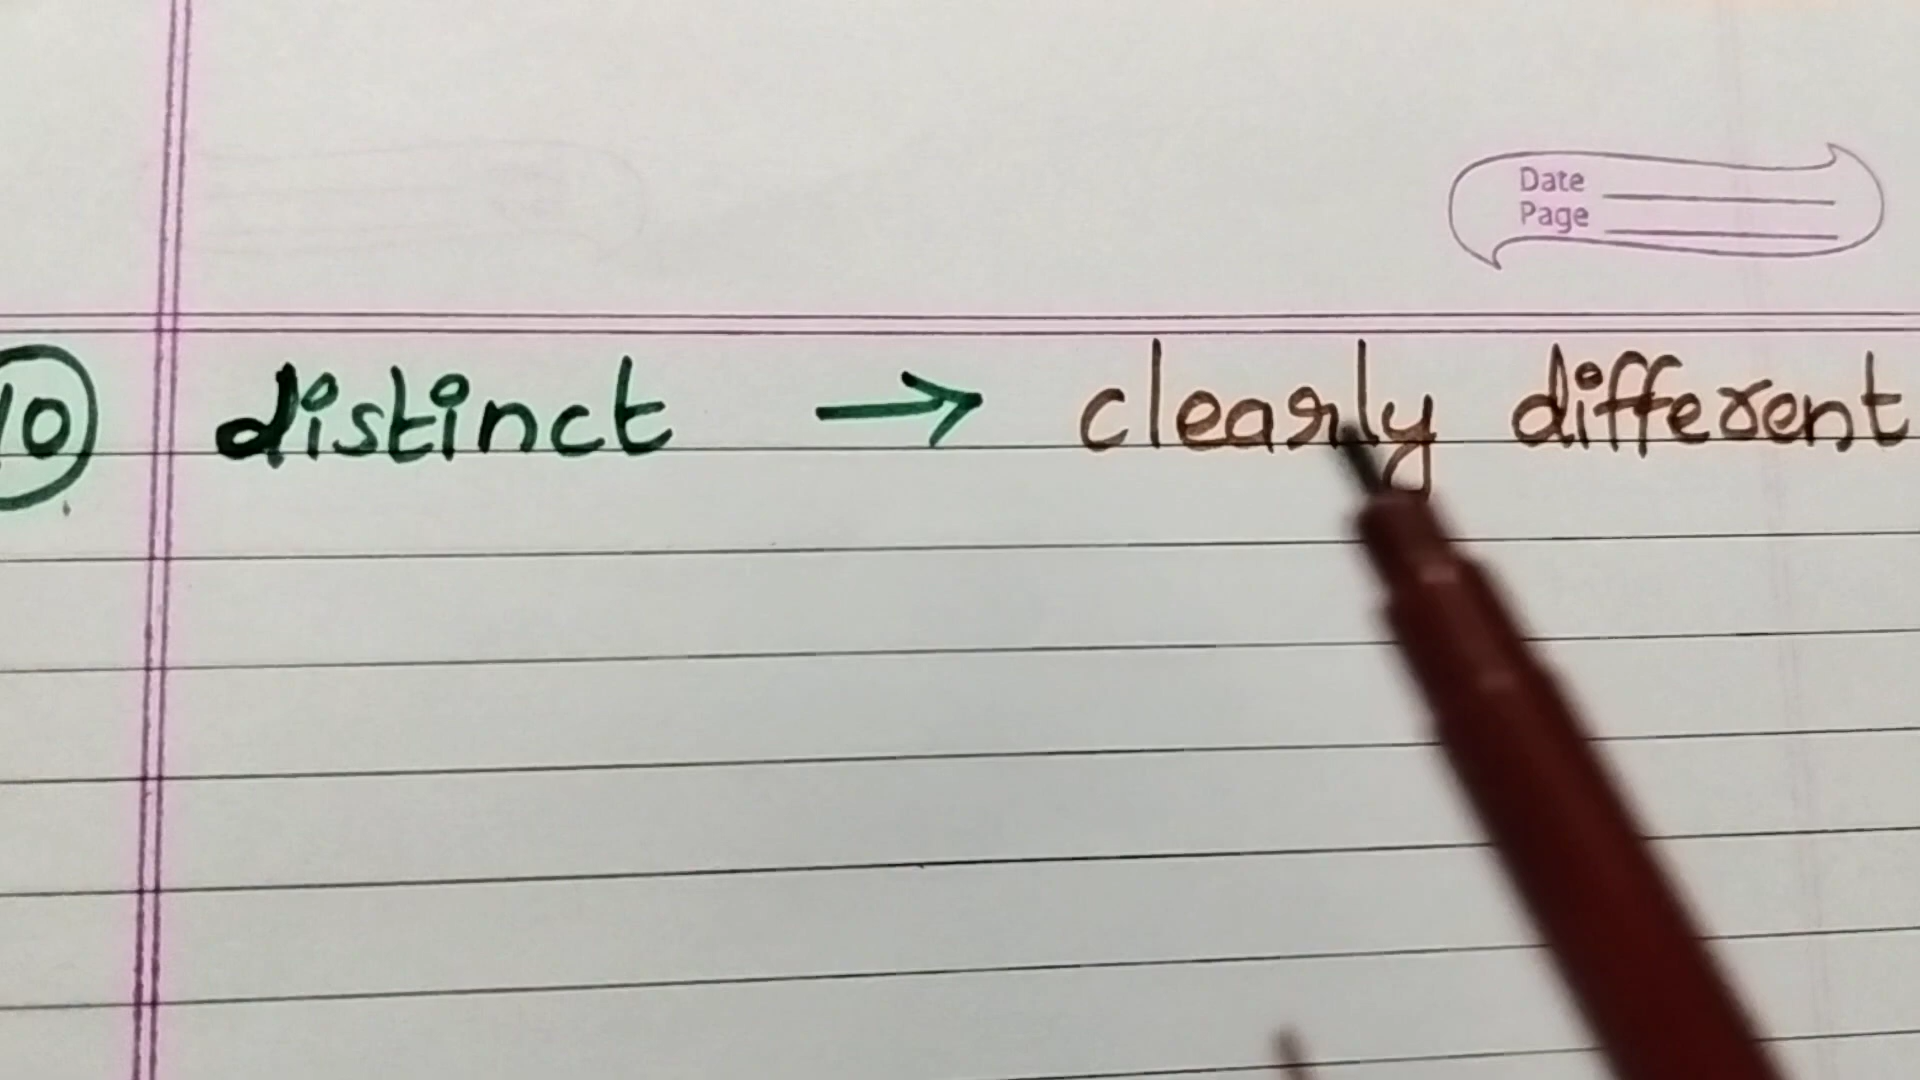 Date
Page
10 distinct → clearly different